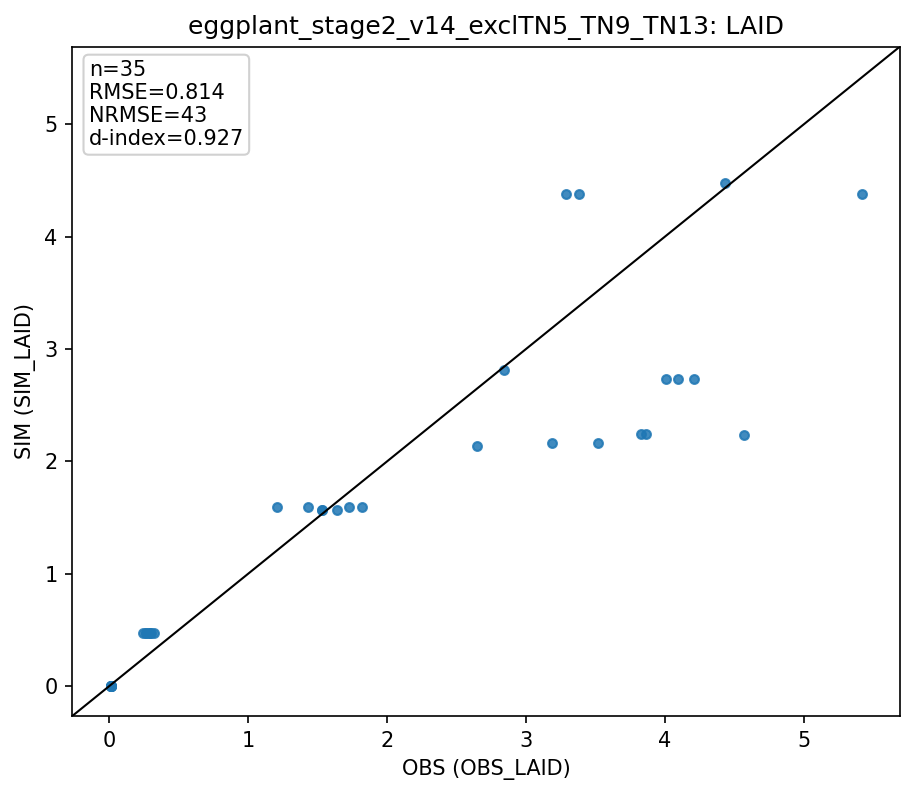 eggplant_stage2_v14_exclTN5_TN9_TN13: LAID
n=35
RMSE=0.814
NRMSE=43
d-index=0.927
5
4
3
2
1
0
SIM (SIM_LAID)
0 1 2 3 4 5
OBS (OBS_LAID)